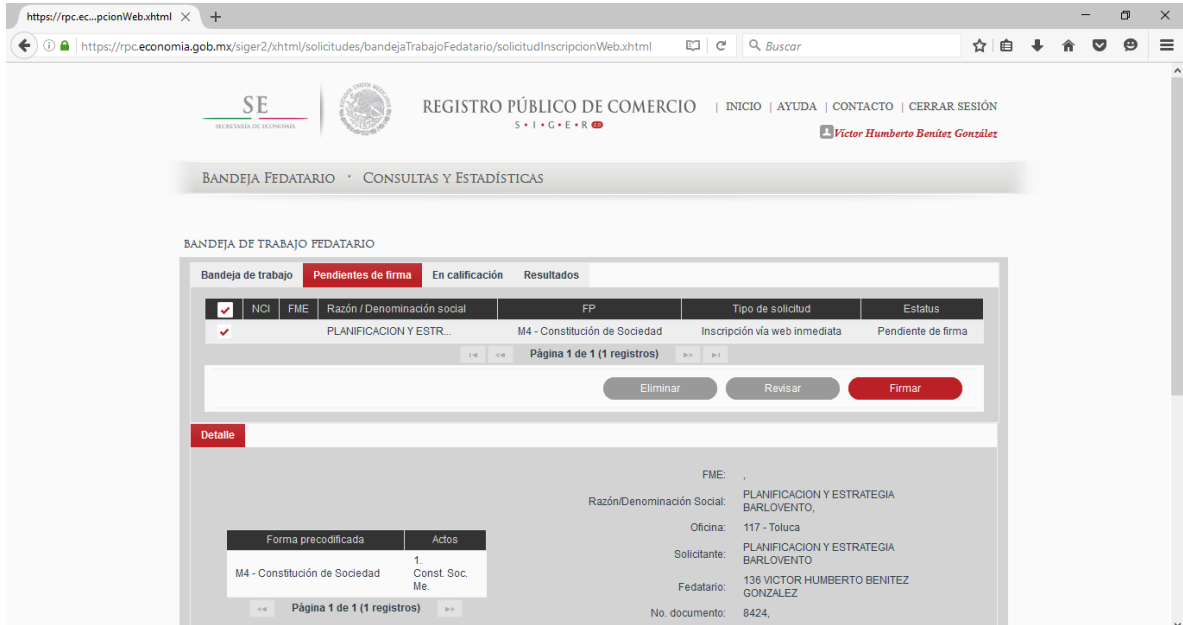 https://rpc.ec...pcionWeb.xhtml
https://rpc.economia.gob.mx/siger2/xhtml/solicitudes/bandejaTrabajoFedatario/solicitudInscripcionWeb.xhtml
Buscar
SE
SECRETARÍA DE ECONOMÍA
REGISTRO PÚBLICO DE COMERCIO
S • I • G • E • R 2.0
| INICIO | AYUDA | CONTACTO | CERRAR SESIÓN
Víctor Humberto Benítez González
BANDEJA FEDATARIO • CONSULTAS Y ESTADÍSTICAS
BANDEJA DE TRABAJO FEDATARIO
Bandeja de trabajo Pendientes de firma En calificación Resultados
NCI FME Razón / Denominación social FP Tipo de solicitud Estatus
PLANIFICACION Y ESTR... M4 - Constitución de Sociedad Inscripción vía web inmediata Pendiente de firma
Página 1 de 1 (1 registros)
Eliminar Revisar Firmar
Detalle
FME: ,
Razón/Denominación Social: PLANIFICACION Y ESTRATEGIA
BARLOVENTO,
Oficina: 117 - Toluca
Solicitante: PLANIFICACION Y ESTRATEGIA
BARLOVENTO
Fedatario: 136 VICTOR HUMBERTO BENITEZ
GONZALEZ
No. documento: 8424,
Forma precodificada Actos
M4 - Constitución de Sociedad 1.
Const. Soc.
Me.
Página 1 de 1 (1 registros)